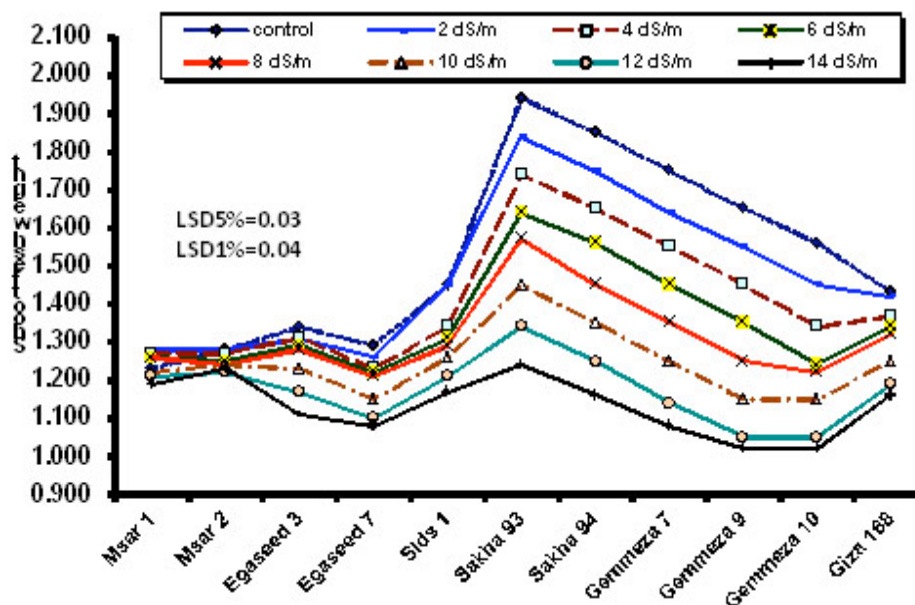 control 2 dS/m 4 dS/m 6 dS/m
8 dS/m 10 dS/m 12 dS/m 14 dS/m
2.100
2.000
1.900
1.800
1.700
1.600
1.500
1.400
1.300
1.200
1.100
1.000
0.900
LSD5%=0.03
LSD1%=0.04
Msar 1
Msar 2
Egaseed 3
Egaseed 7
Sids 1
Sakha 93
Sakha 94
Gemmeza 7
Gemmeza 9
Gemmeza 10
Giza 168